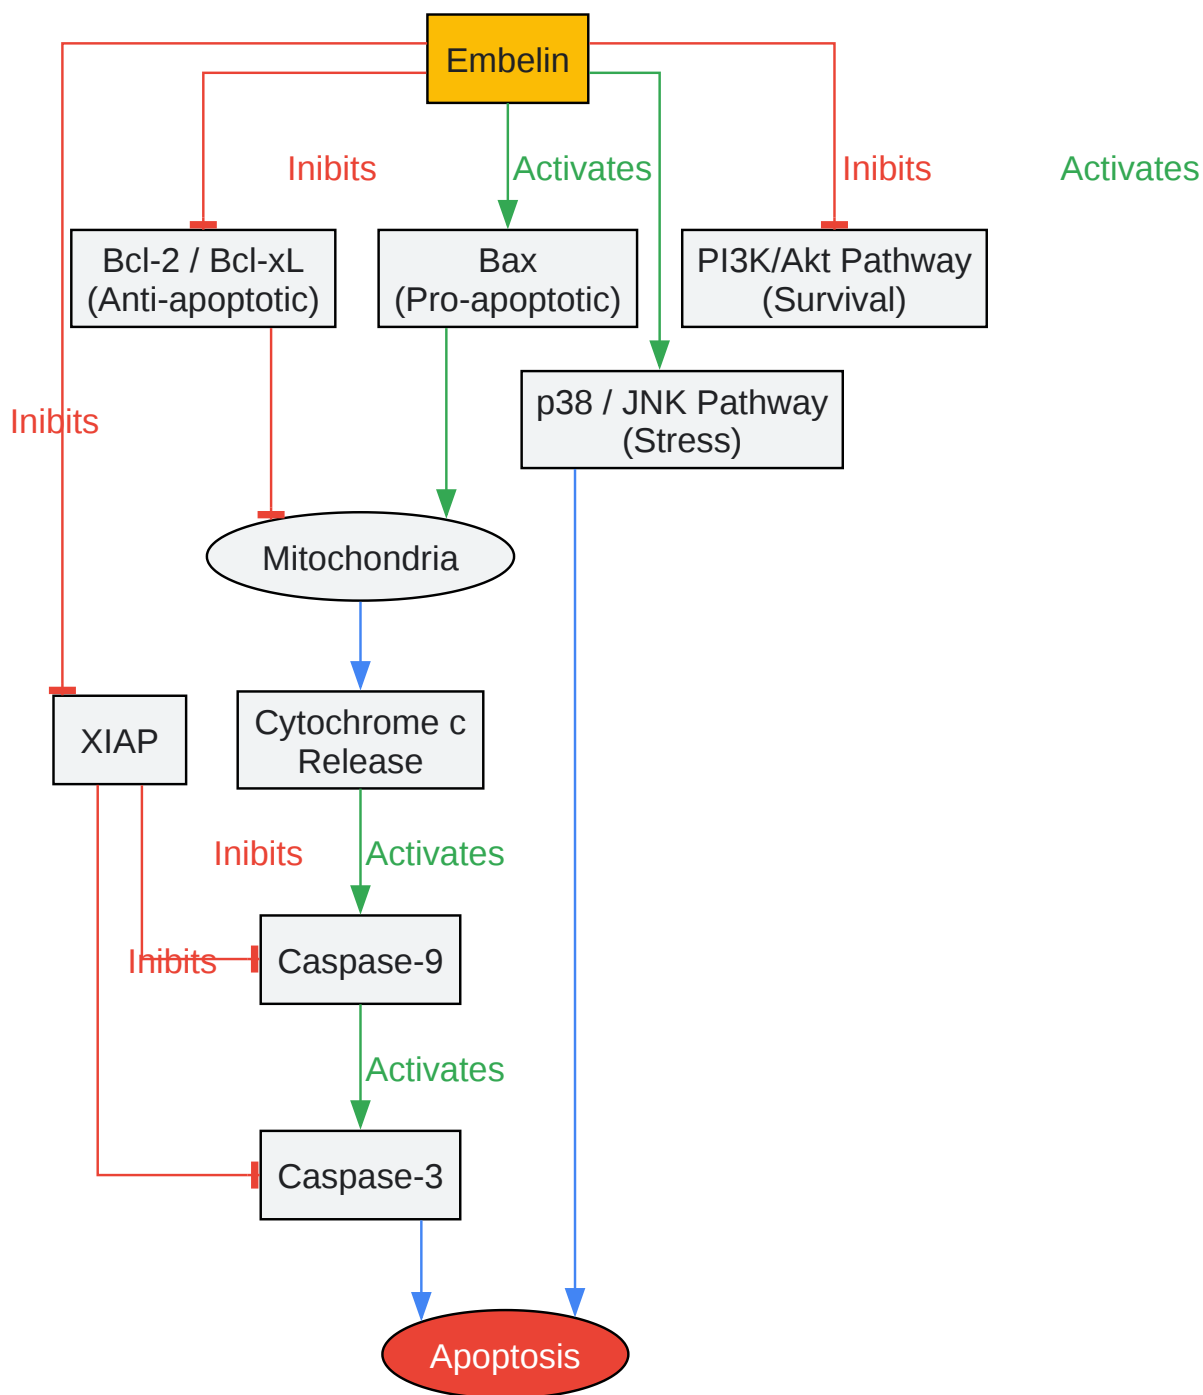 Embelin
Inibits
Activates
Inibits
Activates
Bcl-2 / Bcl-xL
(Anti-apoptotic)
Bax
(Pro-apoptotic)
PI3K/Akt Pathway
(Survival)
p38 / JNK Pathway
(Stress)
Inibits
Mitochondria
XIAP
Cytochrome c
Release
Inibits
Activates
Inibits
Caspase-9
Activates
Caspase-3
Apoptosis